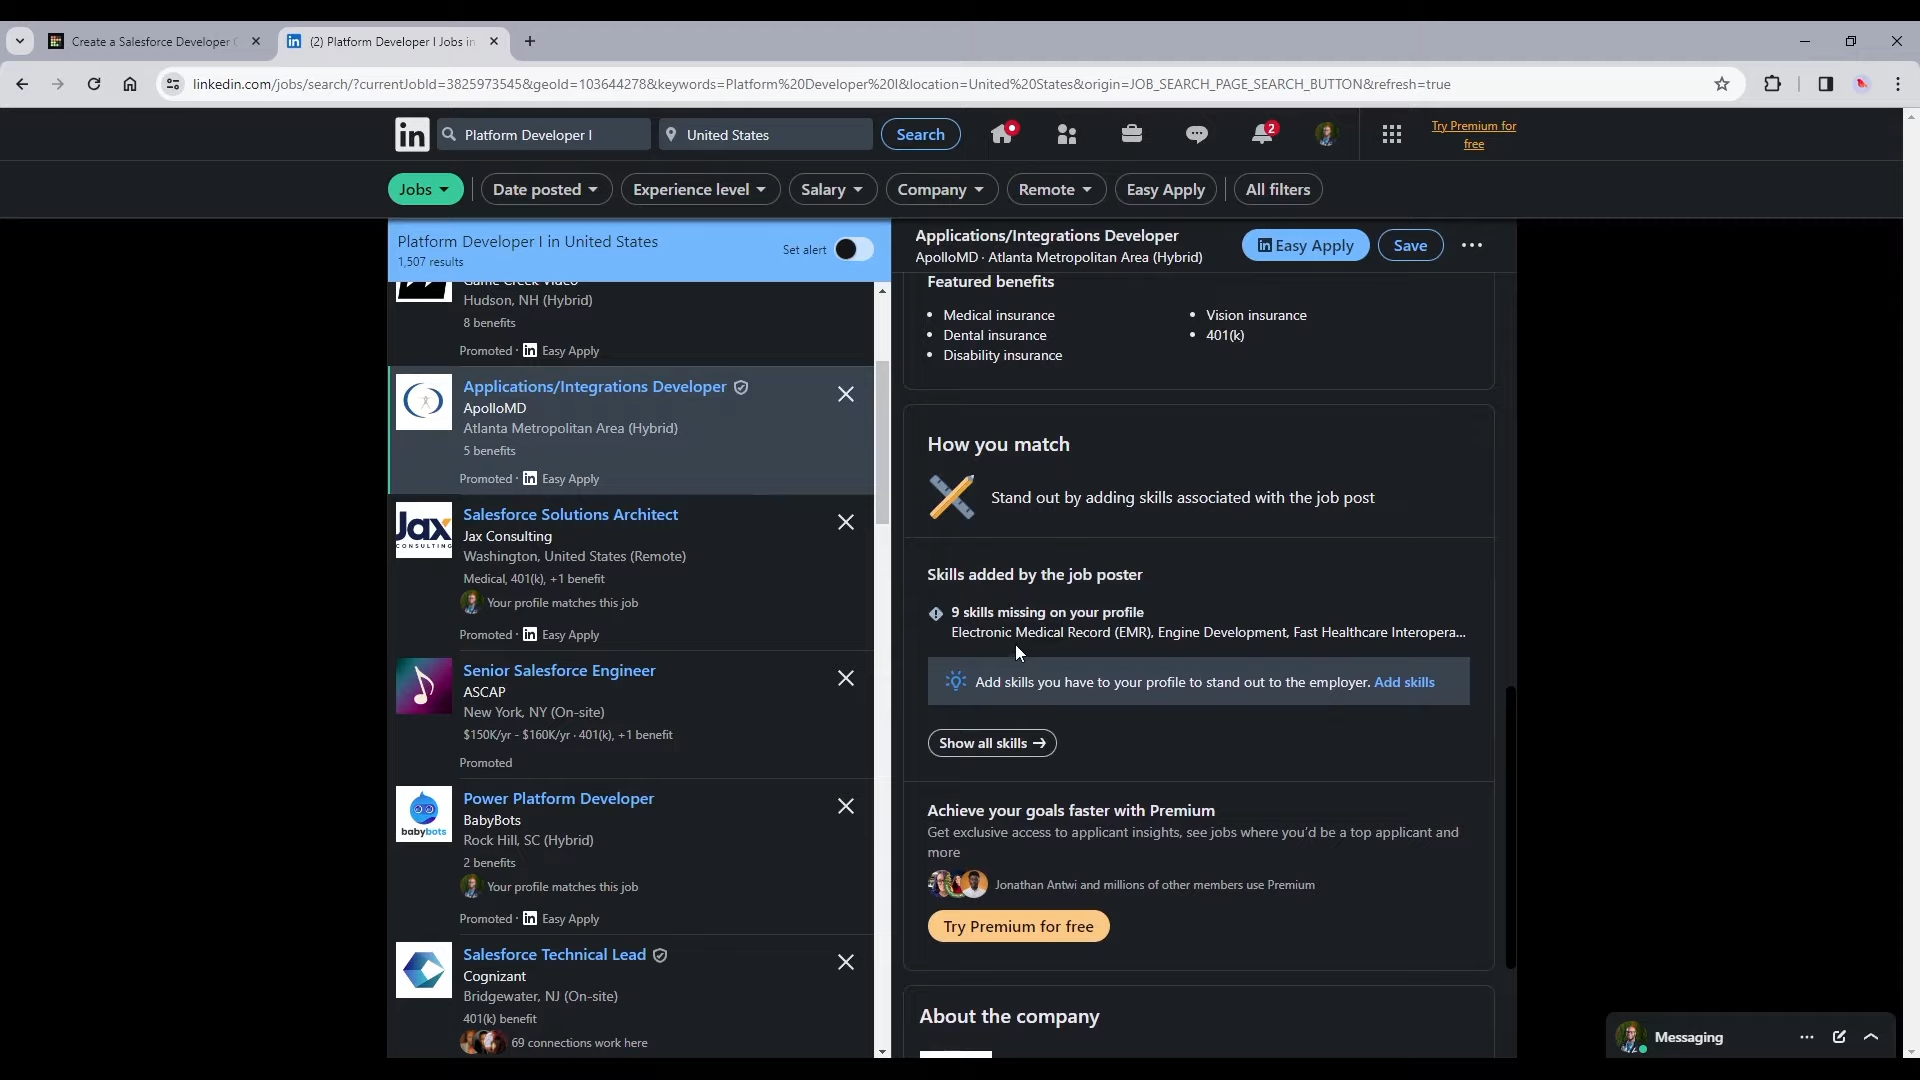 Create a Salesforce Developer
(2) Platform Developer I Jobs in
linkedin.com/jobs/search/?currentJobId=3825973545&geoId=103644278&keywords=Platform%20Developer%20I&location=United%20States&origin=JOB_SEARCH_PAGE_SEARCH_BUTTON&refresh=true
in
Platform Developer I
United States
Search
2
Try Premium for
free
Jobs
Date posted
Experience level
Salary
Company
Remote
Easy Apply
All filters
Platform Developer I in United States
1,507 results
Set alert
Game Creek Video
Hudson, NH (Hybrid)
8 benefits
Promoted · in Easy Apply
Applications/Integrations Developer
ApolloMD
Atlanta Metropolitan Area (Hybrid)
5 benefits
Promoted · in Easy Apply
Jax
CONSULTING
Salesforce Solutions Architect
Jax Consulting
Washington, United States (Remote)
Medical, 401(k), +1 benefit
Your profile matches this job
Promoted · in Easy Apply
Senior Salesforce Engineer
ASCAP
New York, NY (On-site)
$150K/yr - $160K/yr · 401(k), +1 benefit
Promoted
babybots
Power Platform Developer
BabyBots
Rock Hill, SC (Hybrid)
2 benefits
Your profile matches this job
Promoted · in Easy Apply
Salesforce Technical Lead
Cognizant
Bridgewater, NJ (On-site)
401(k) benefit
69 connections work here
Applications/Integrations Developer
ApolloMD · Atlanta Metropolitan Area (Hybrid)
in Easy Apply
Save
Featured benefits
• Medical insurance
• Vision insurance
• Dental insurance
• 401(k)
• Disability insurance
How you match
Stand out by adding skills associated with the job post
Skills added by the job poster
9 skills missing on your profile
Electronic Medical Record (EMR), Engine Development, Fast Healthcare Interopera...
Add skills you have to your profile to stand out to the employer. Add skills
Show all skills →
Achieve your goals faster with Premium
Get exclusive access to applicant insights, see jobs where you'd be a top applicant and
more
Jonathan Antwi and millions of other members use Premium
Try Premium for free
About the company
Messaging